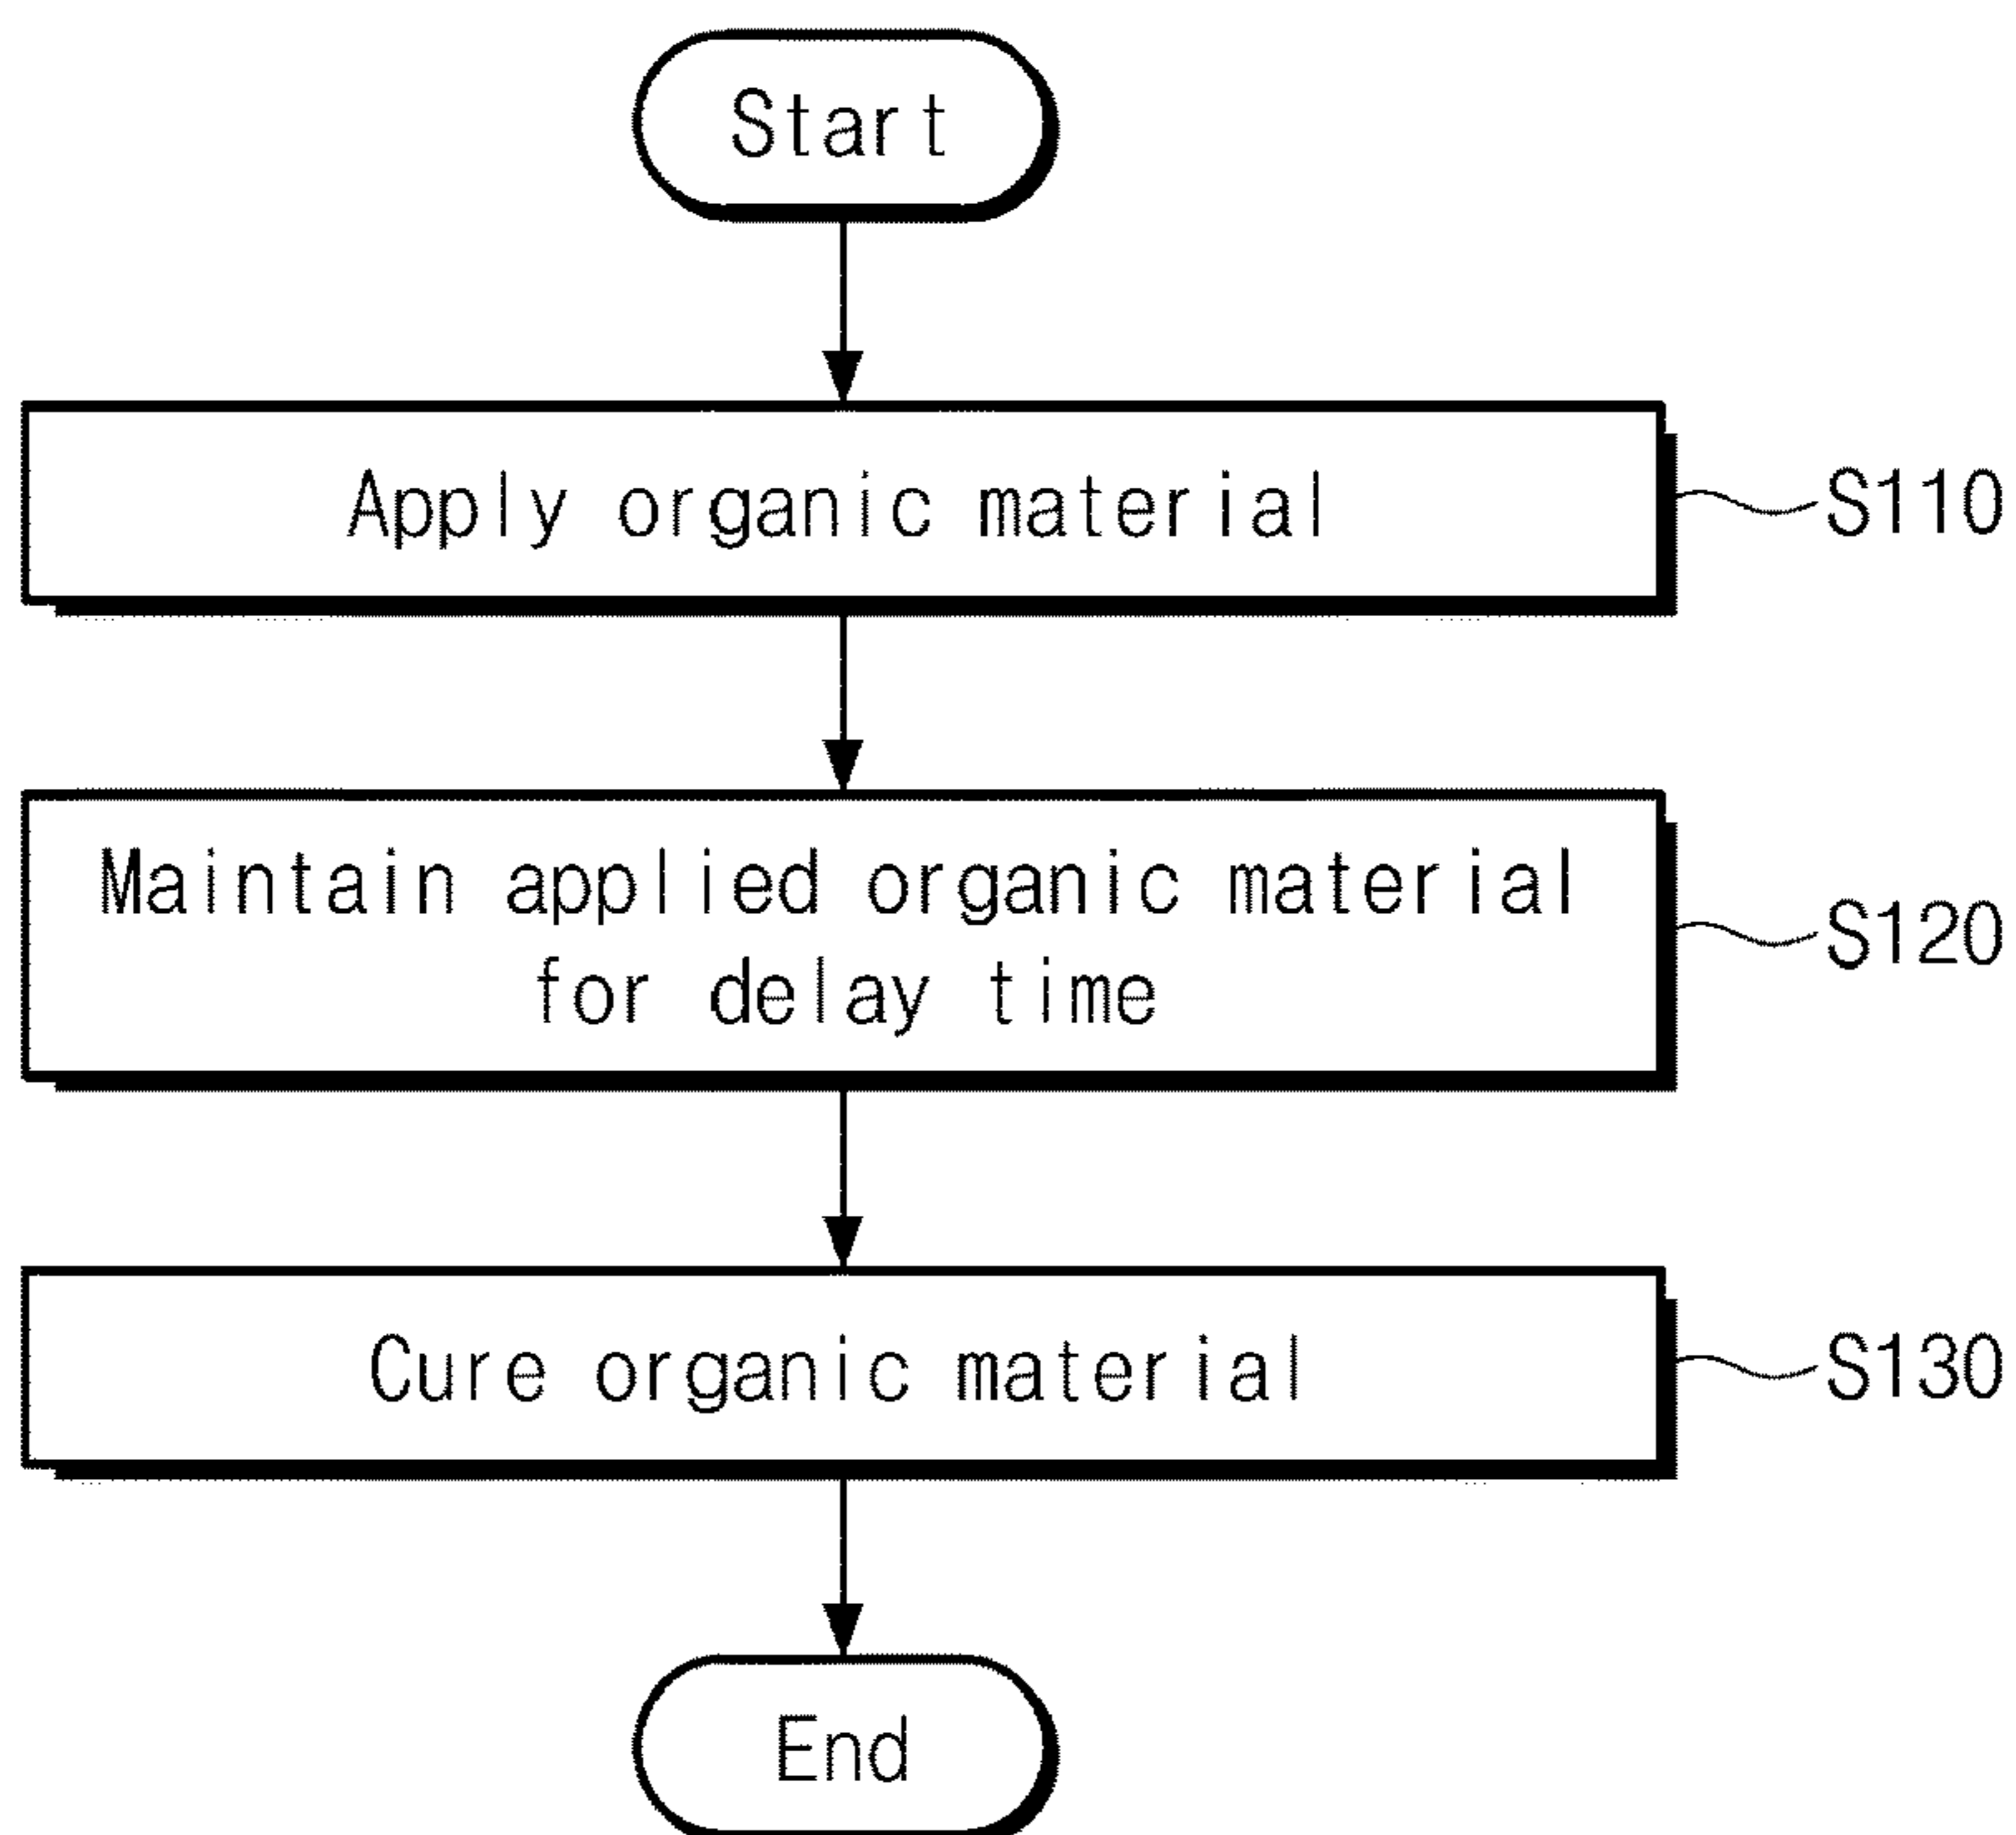 Start
Apply organic material
S110
Maintain applied organic material
for delay time
S120
Cure organic material
S130
End